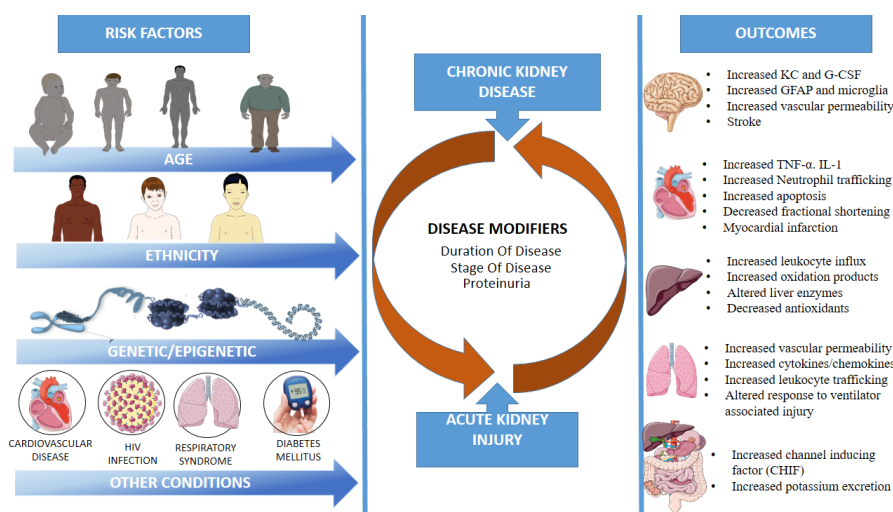 RISK FACTORS
AGE
ETHNICITY
GENETIC/EPIGENETIC
95
CARDIOVASCULAR
DISEASE
HIV
INFECTION
RESPIRATORY
SYNDROME
DIABETES
MELLITUS
OTHER CONDITIONS
CHRONIC KIDNEY
DISEASE
DISEASE MODIFIERS
Duration Of Disease
Stage Of Disease
Proteinuria
ACUTE KIDNEY
INJURY
OUTCOMES
• Increased KC and G-CSF
• Increased GFAP and microglia
• Increased vascular permeability
• Stroke
• Increased TNF-α. IL-1
• Increased Neutrophil trafficking
• Increased apoptosis
• Decreased fractional shortening
• Myocardial infarction
• Increased leukocyte influx
• Increased oxidation products
• Altered liver enzymes
• Decreased antioxidants
• Increased vascular permeability
• Increased cytokines/chemokines
• Increased leukocyte trafficking
• Altered response to ventilator
associated injury
• Increased channel inducing
factor (CHIF)
• Increased potassium excretion